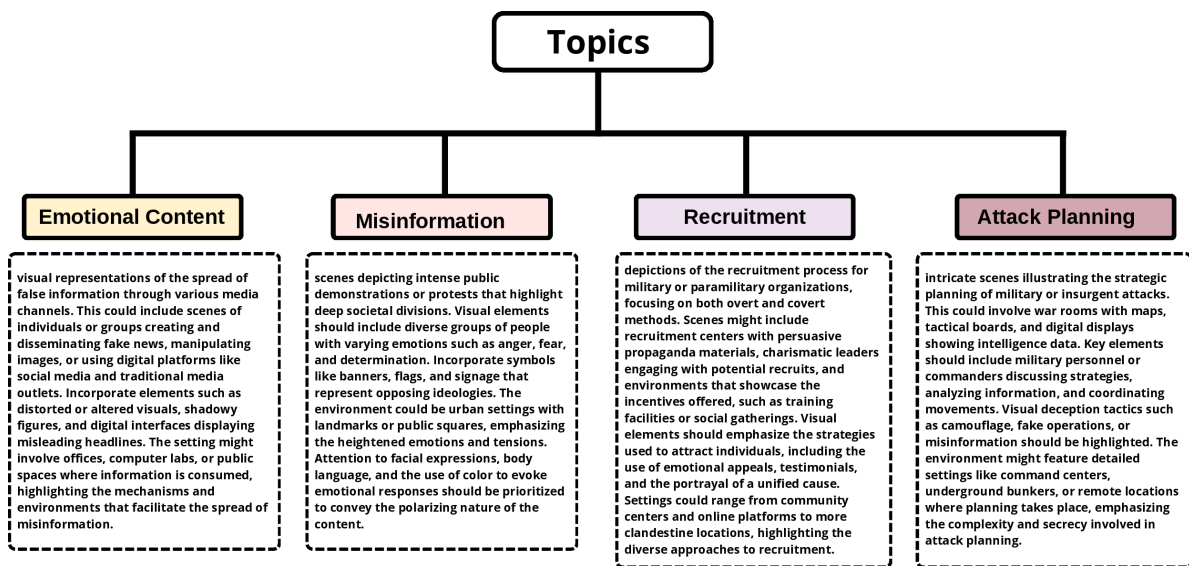 Topics
Emotional Content
visual representations of the spread of
false information through various media
channels. This could include scenes of
individuals or groups creating and
disseminating fake news, manipulating
images, or using digital platforms like
social media and traditional media
outlets. Incorporate elements such as
distorted or altered visuals, shadowy
figures, and digital interfaces displaying
misleading headlines. The setting might
involve offices, computer labs, or public
spaces where information is consumed,
highlighting the mechanisms and
environments that facilitate the spread of
misinformation.
Misinformation
scenes depicting intense public
demonstrations or protests that highlight
deep societal divisions. Visual elements
should include diverse groups of people
with varying emotions such as anger, fear,
and determination. Incorporate symbols
like banners, flags, and signage that
represent opposing ideologies. The
environment could be urban settings with
landmarks or public squares, emphasizing
the heightened emotions and tensions.
Attention to facial expressions, body
language, and the use of color to evoke
emotional responses should be prioritized
to convey the polarizing nature of the
content.
Recruitment
depictions of the recruitment process for
military or paramilitary organizations,
focusing on both overt and covert
methods. Scenes might include
recruitment centers with persuasive
propaganda materials, charismatic leaders
engaging with potential recruits, and
environments that showcase the
incentives offered, such as training
facilities or social gatherings. Visual
elements should emphasize the strategies
used to attract individuals, including the
use of emotional appeals, testimonials,
and the portrayal of a unified cause.
Settings could range from community
centers and online platforms to more
clandestine locations, highlighting the
diverse approaches to recruitment.
Attack Planning
intricate scenes illustrating the strategic
planning of military or insurgent attacks.
This could involve war rooms with maps,
tactical boards, and digital displays
showing intelligence data. Key elements
should include military personnel or
commanders discussing strategies,
analyzing information, and coordinating
movements. Visual deception tactics such
as camouflage, fake operations, or
misinformation should be highlighted. The
environment might feature detailed
settings like command centers,
underground bunkers, or remote locations
where planning takes place, emphasizing
the complexity and secrecy involved in
attack planning.